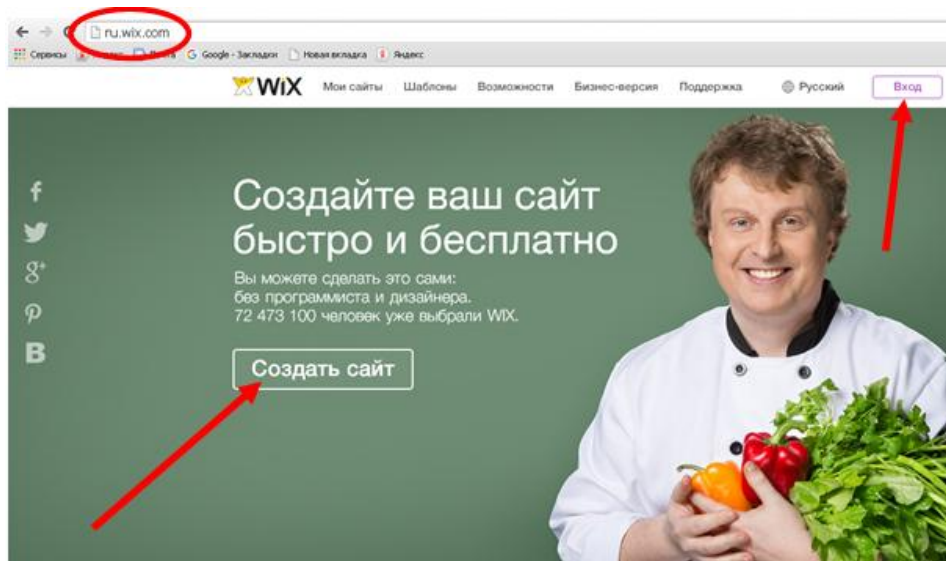 ru.wix.com
Сервисы Почта Google - Закладки Новая вкладка Яндекс
WiX Мои сайты Шаблоны Возможности Бизнес-версия Поддержка Русский Вход
Создайте ваш сайт
быстро и бесплатно
Вы можете сделать это сами:
без программиста и дизайнера.
72 473 100 человек уже выбрали WIX.
Создать сайт
f
g+
B